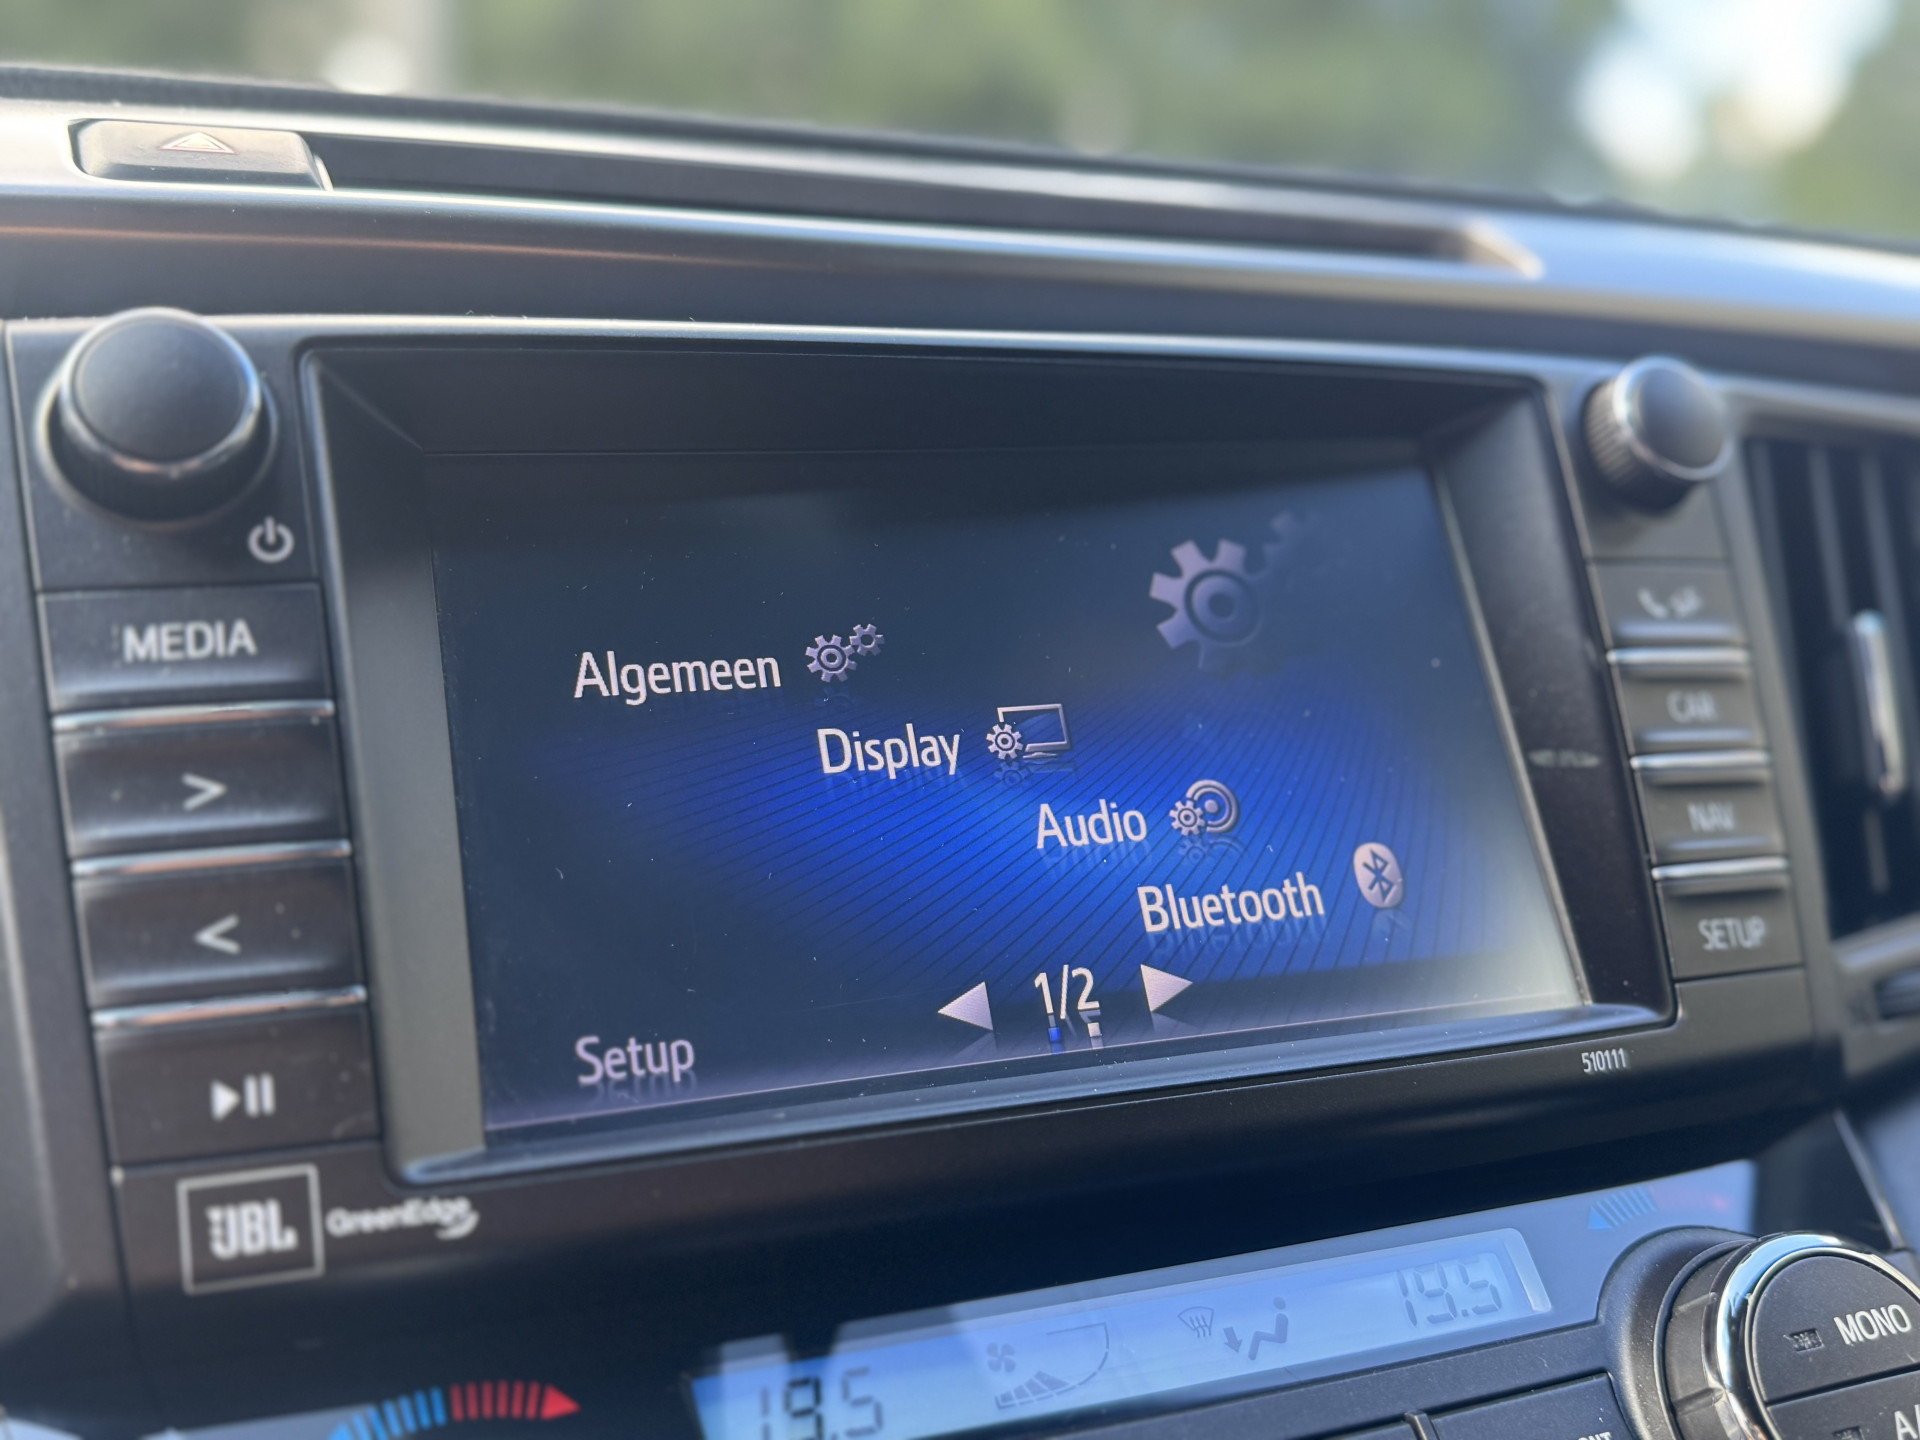 MEDIA
>
<
Algemeen
Display
Audio
Bluetooth
1/2
Setup
CAR
NAV
SETUP
510111
JBL GreenEdge
19.5
19.5
MONO